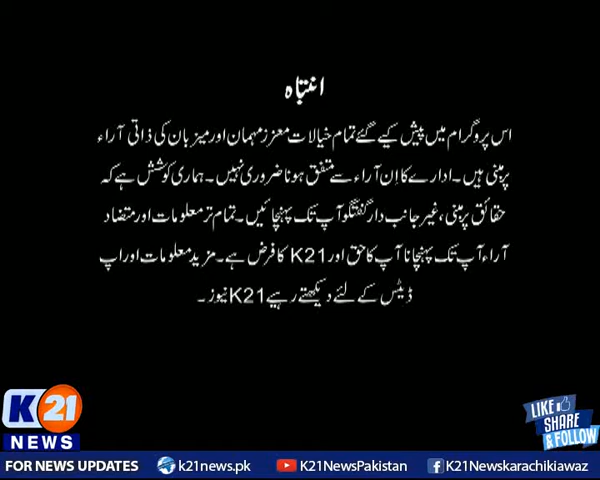 انتباہ
اس پروگرام میں پیش کیے گئے تمام خیالات معزز مہمان اور میزبان کی ذاتی آراء
پر مبنی ہیں۔ ادارے کا اِن آراء سے متفق ہونا ضروری نہیں۔ ہماری کوشش ہے کہ
حقائق پر مبنی، غیر جانب دار گفتگو آپ تک پہنچائیں۔ تمام تر معلومات اور متضاد
آراء آپ تک پہنچانا آپ کا حق اور K21 کا فرض ہے۔ مزید معلومات اور اپ
ڈیٹس کے لئے دیکھتے رہیے K21 نیوز۔
K21
NEWS
LIKE
SHARE
& FOLLOW
FOR NEWS UPDATES k21news.pk K21NewsPakistan K21Newskarachikiawaz